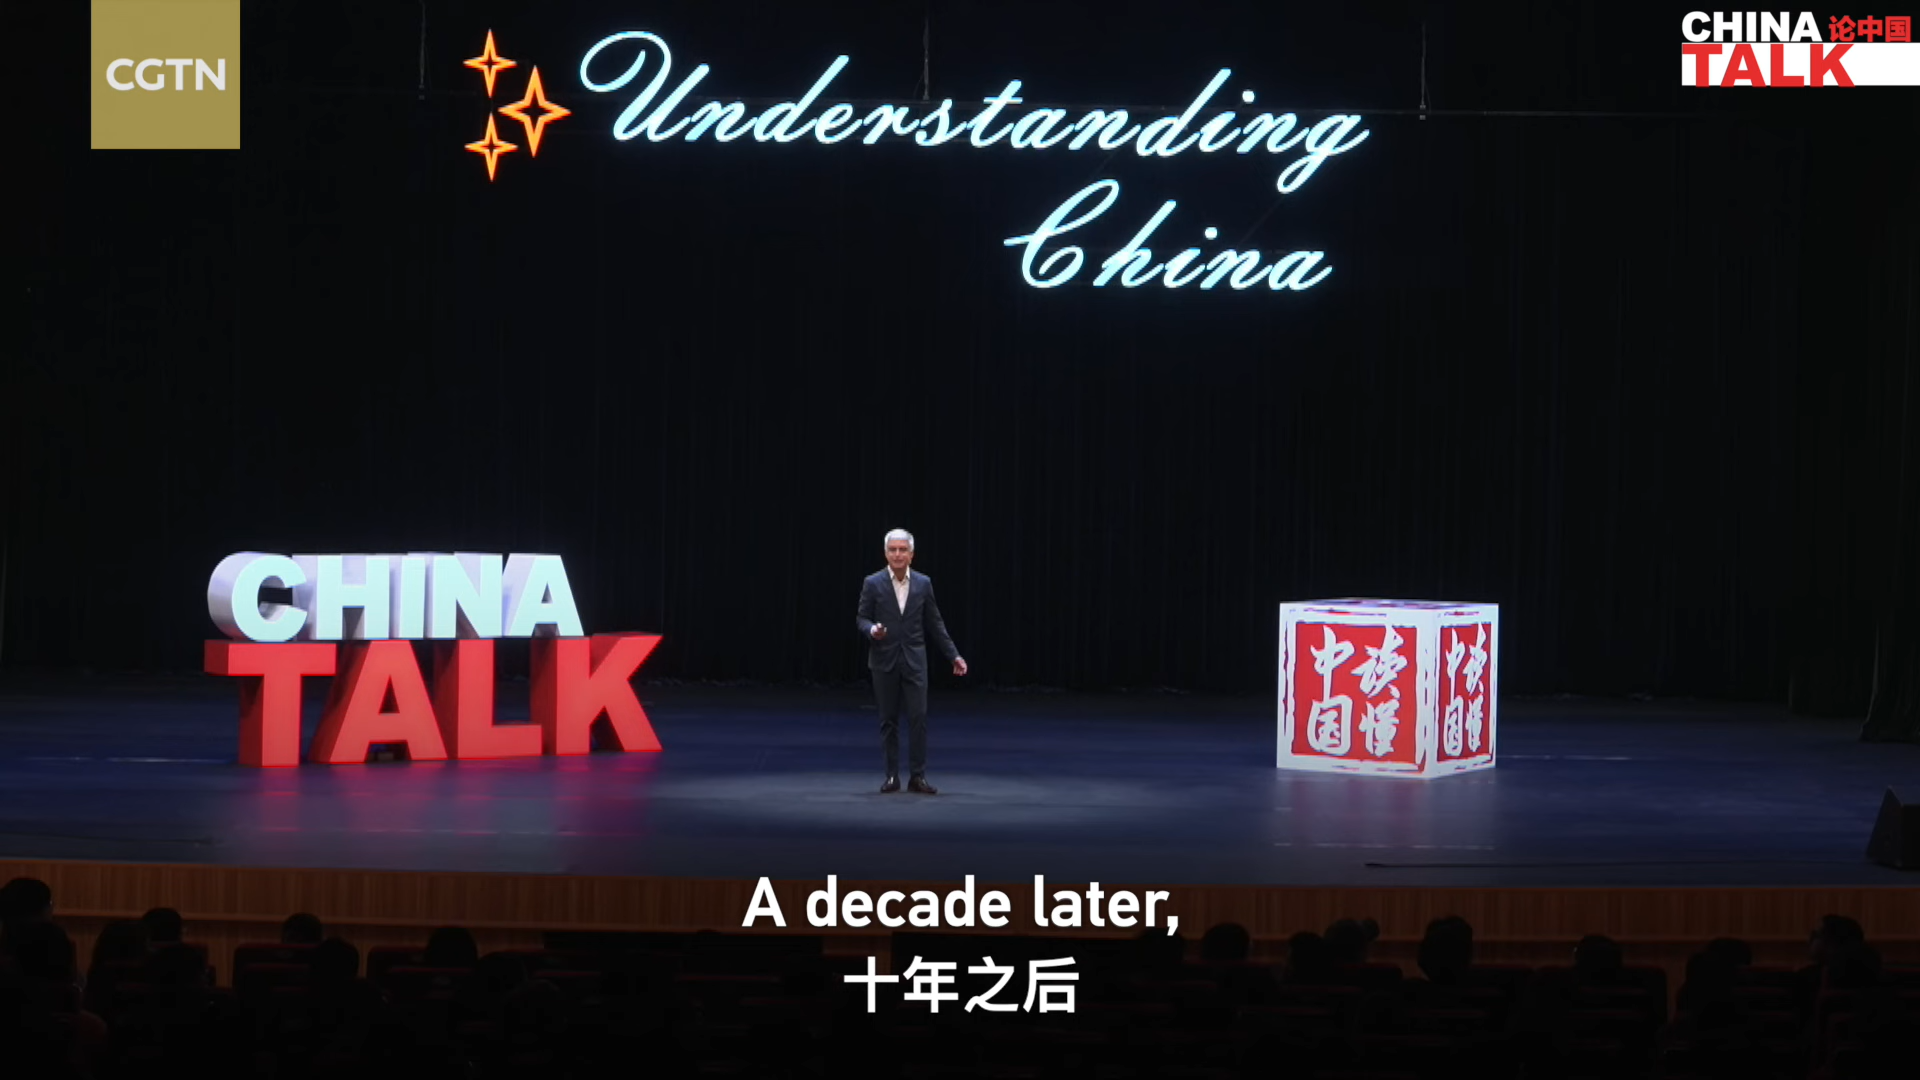 CGTN
CHINA 论中国
TALK
Understanding
China
CHINA
TALK
读懂
中国
读懂
中国
A decade later,
十年之后